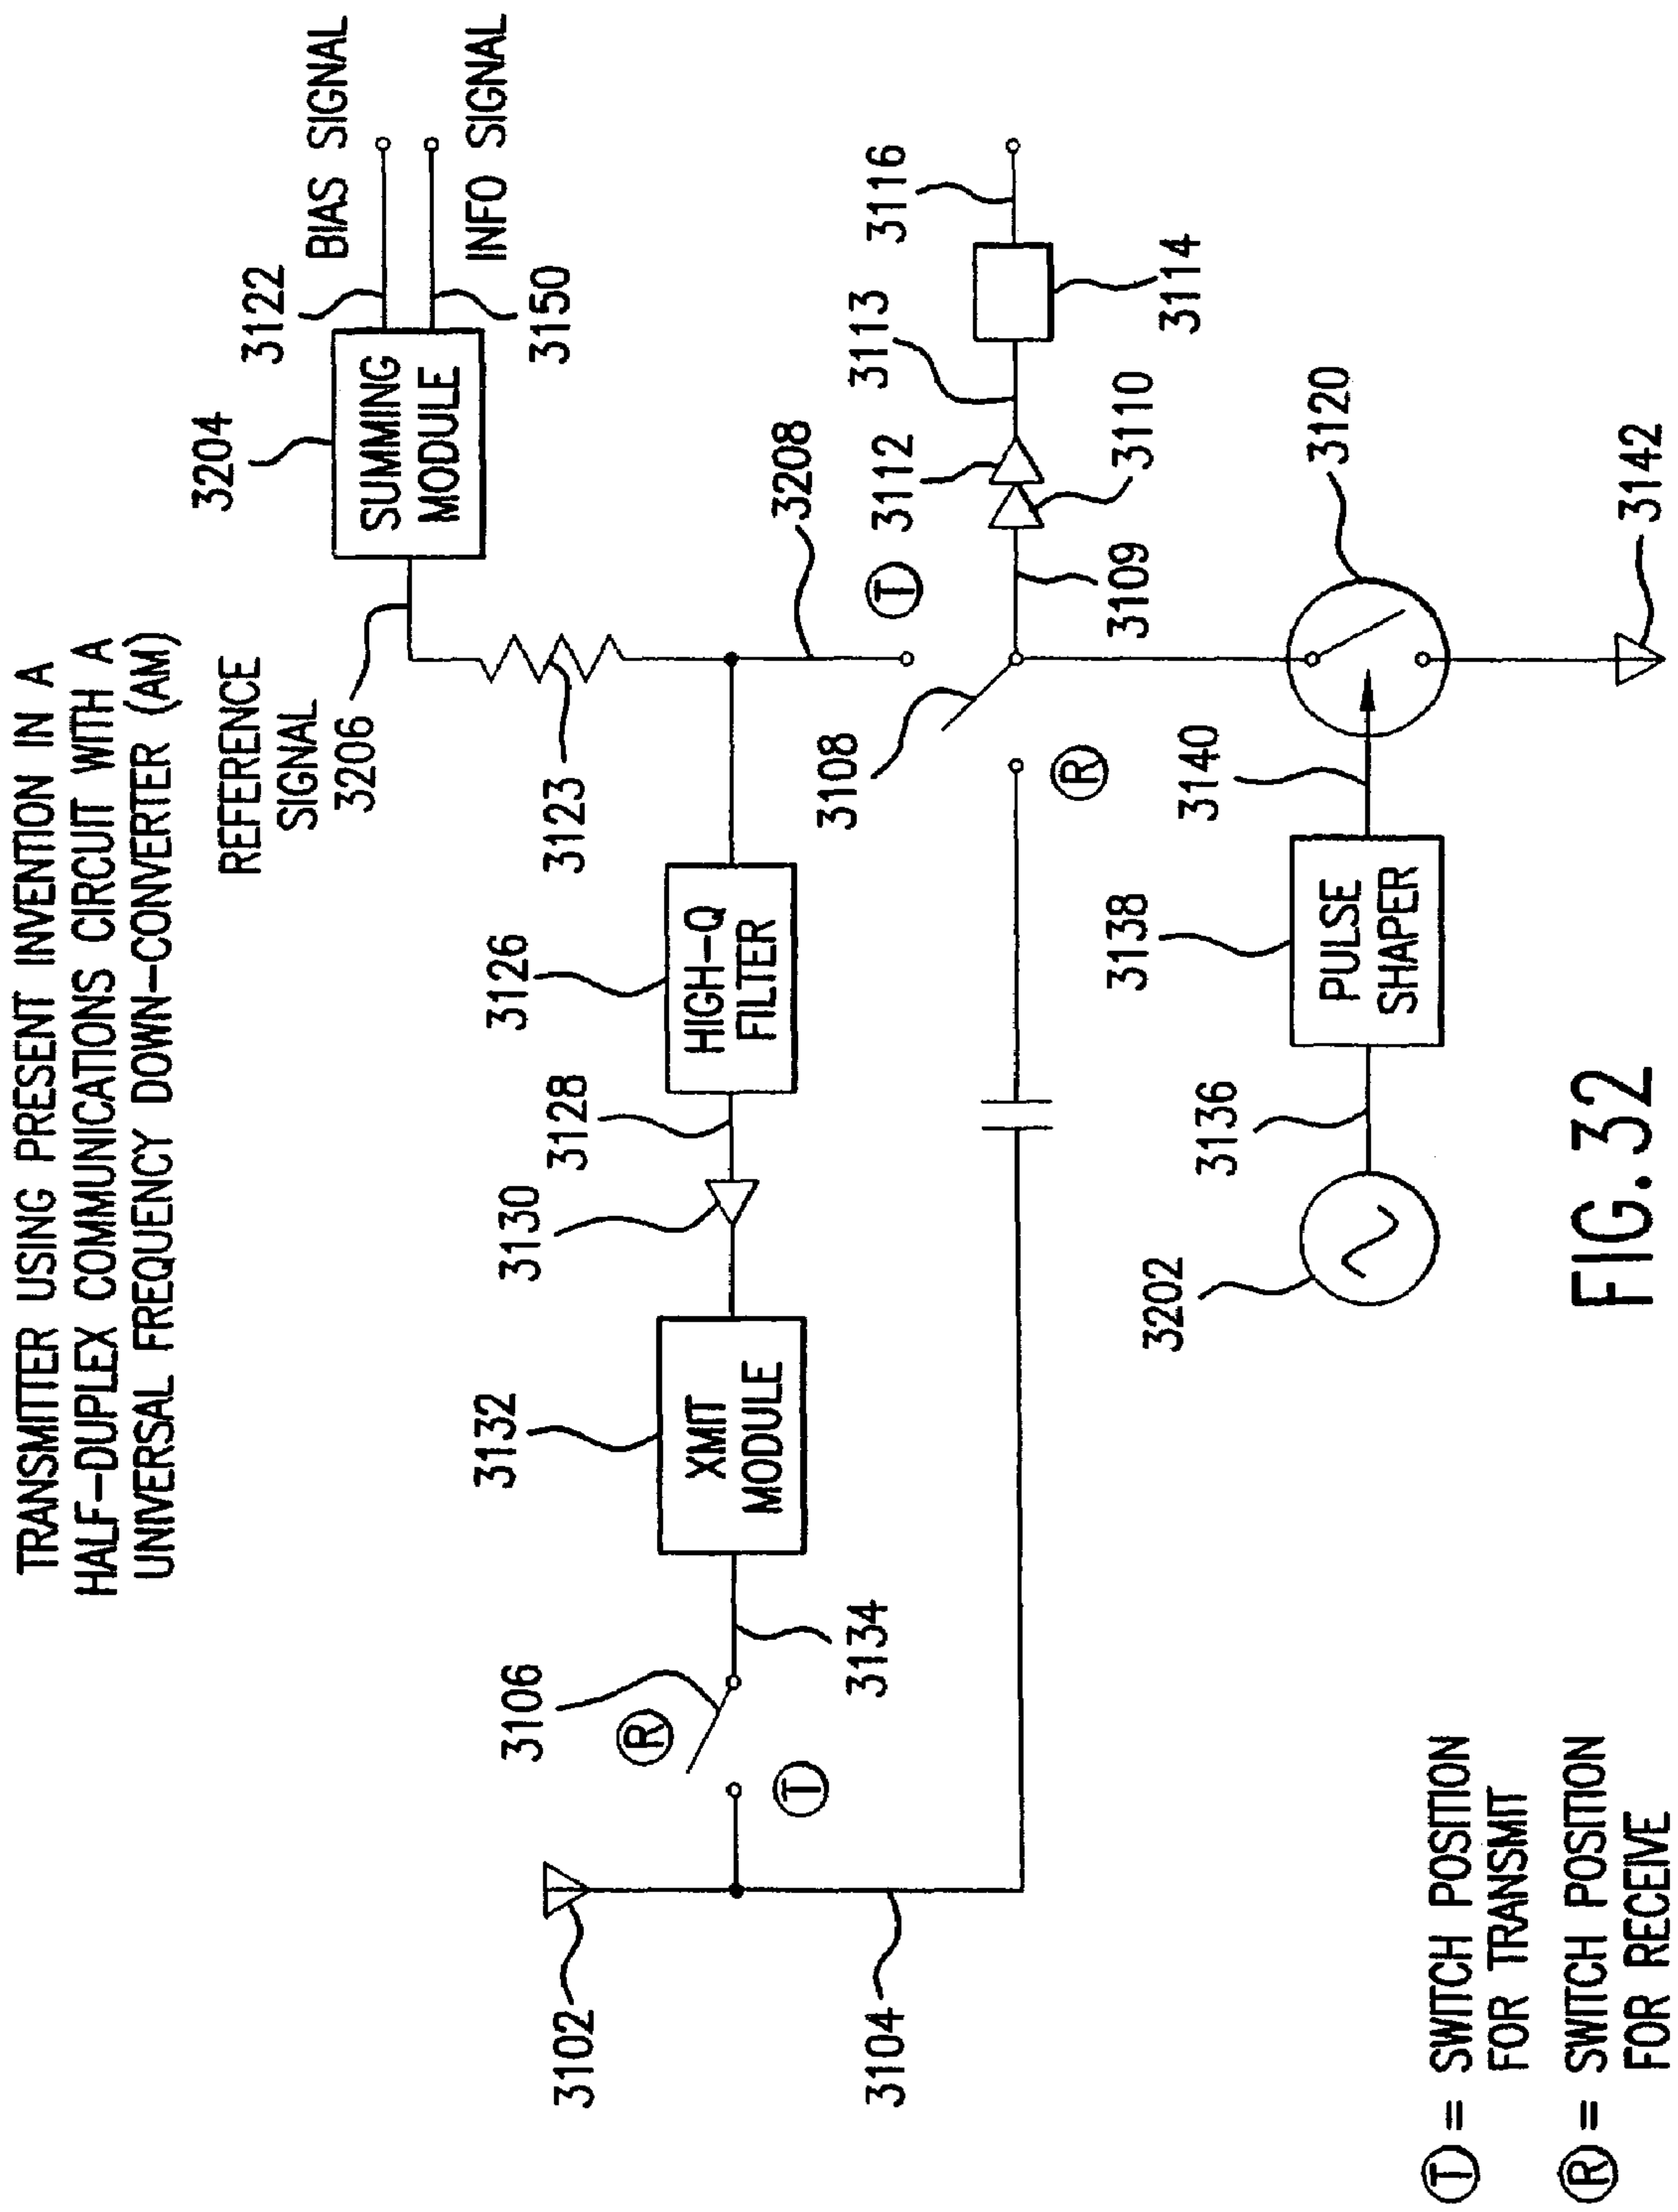 TRANSMITTER USING PRESENT INVENTION IN A
HALF-DUPLEX COMMUNICATIONS CIRCUIT WITH A
UNIVERSAL FREQUENCY DOWN-CONVERTER (AM)
3204
3122
BIAS SIGNAL
SUMMING
MODULE
INFO SIGNAL
3150
REFERENCE
SIGNAL
3206
3123
3208
3102
3106
R
T
3134
3132
XMIT
MODULE
3130
3128
3126
HIGH-Q
FILTER
T
3112
3113
3116
3108
R
3109
3110
3114
3104
3202
3136
3138
PULSE
SHAPER
3140
3120
3142
T = SWITCH POSITION
FOR TRANSMIT
R = SWITCH POSITION
FOR RECEIVE
FIG. 32